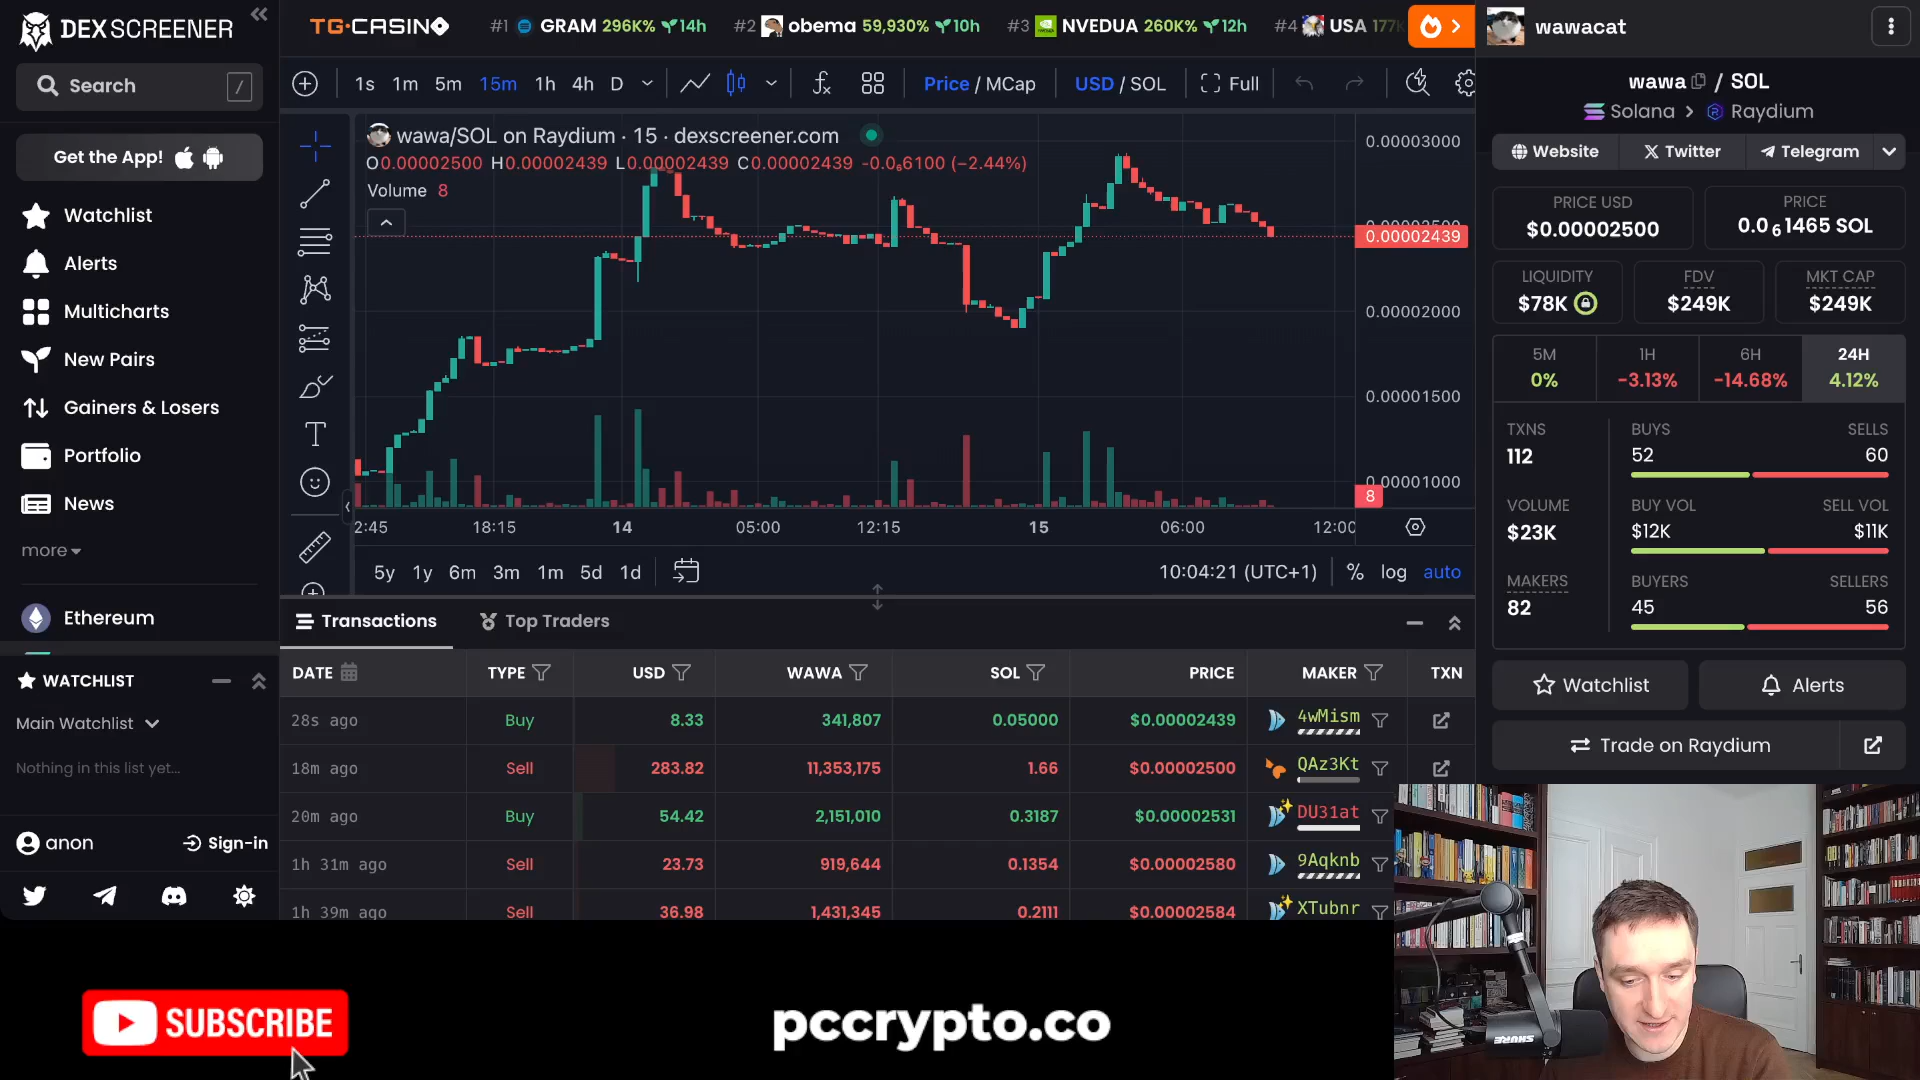 DEX SCREENER
Search /
Get the App!
Watchlist
Alerts
Multicharts
New Pairs
Gainers & Losers
Portfolio
News
more
Ethereum
WATCHLIST
Main Watchlist
Nothing in this list yet...
anon Sign-in
TG·CASINO #1 GRAM 296K% 14h #2 obema 59,930% 10h #3 NVEDUA 260K% 12h #4 USA 177K
1s 1m 5m 15m 1h 4h D Price / MCap USD / SOL Full
wawa/SOL on Raydium · 15 · dexscreener.com
O0.00002500 H0.00002439 L0.00002439 C0.00002439 -0.0₆6100 (−2.44%)
Volume 8
0.00003000
0.00002500
0.00002439
0.00002000
0.00001500
0.00001000
8
2:45 18:15 14 05:00 12:15 15 06:00 12:00
5y 1y 6m 3m 1m 5d 1d 10:04:21 (UTC+1) % log auto
Transactions Top Traders
DATE TYPE USD WAWA SOL PRICE MAKER TXN
28s ago Buy 8.33 341,807 0.05000 $0.00002439 4wMism
18m ago Sell 283.82 11,353,175 1.66 $0.00002500 QAz3Kt
20m ago Buy 54.42 2,151,010 0.3187 $0.00002531 DU31at
1h 31m ago Sell 23.73 919,644 0.1354 $0.00002580 9Aqknb
1h 39m ago Sell 36.98 1,431,345 0.2111 $0.00002584 XTubnr
wawacat
wawa / SOL
Solana > Raydium
Website Twitter Telegram
PRICE USD PRICE
$0.00002500 0.0₆1465 SOL
LIQUIDITY FDV MKT CAP
$78K $249K $249K
5M 1H 6H 24H
0% -3.13% -14.68% 4.12%
TXNS BUYS SELLS
112 52 60
VOLUME BUY VOL SELL VOL
$23K $12K $11K
MAKERS BUYERS SELLERS
82 45 56
Watchlist Alerts
Trade on Raydium
SHURE
SUBSCRIBE
pccrypto.co